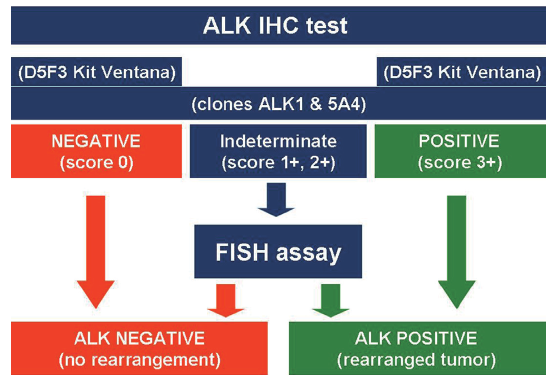 ALK IHC test
(D5F3 Kit Ventana) (D5F3 Kit Ventana)
(clones ALK1 & 5A4)
NEGATIVE
(score 0)
Indeterminate
(score 1+, 2+)
POSITIVE
(score 3+)
FISH assay
ALK NEGATIVE
(no rearrangement)
ALK POSITIVE
(rearranged tumor)